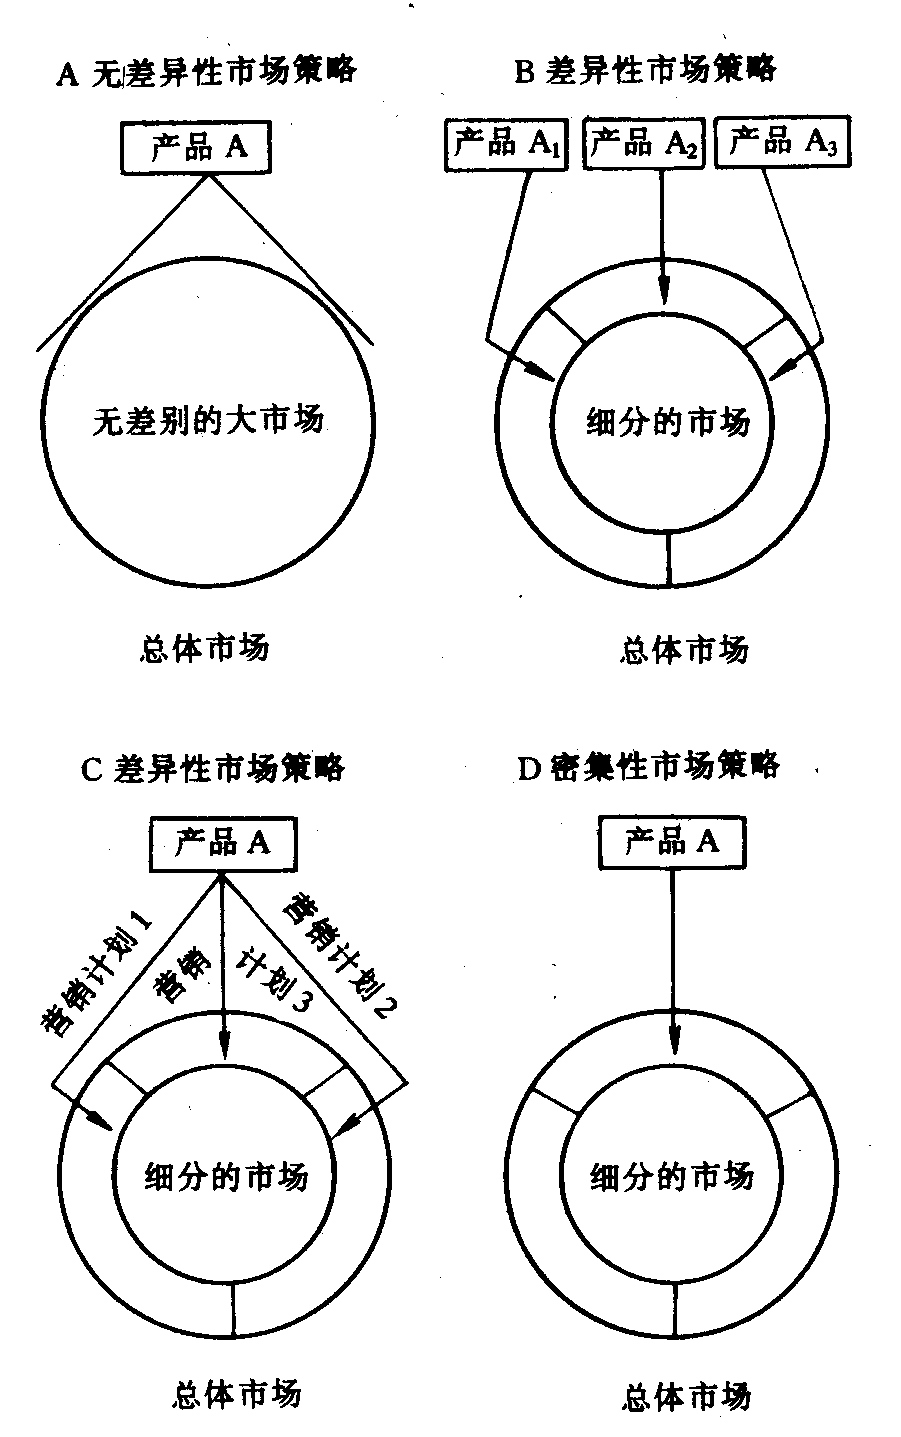 A 无差异性市场策略
产品 A
无差别的大市场
总体市场
B 差异性市场策略
产品 A₁
产品 A₂
产品 A₃
细分的市场
总体市场
C 差异性市场策略
产品 A
营销计划1
营销 计划3
营销计划2
细分的市场
总体市场
D 密集性市场策略
产品 A
细分的市场
总体市场